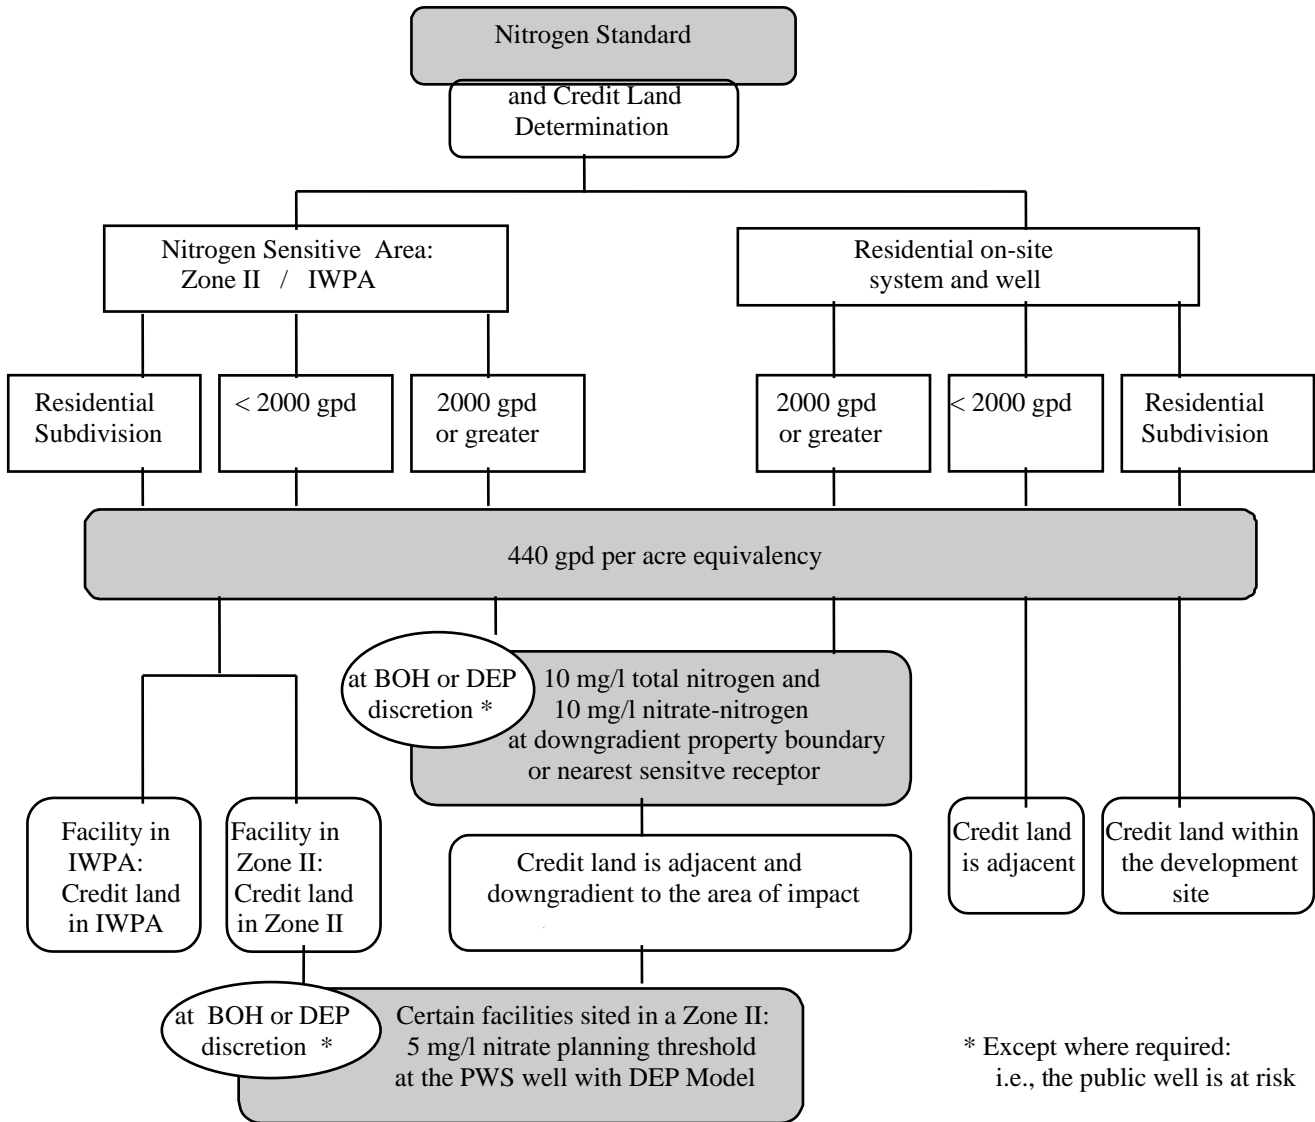 Nitrogen Standard
and Credit Land
Determination
Nitrogen Sensitive Area:
Zone II / IWPA
Residential on-site
system and well
Residential
Subdivision
< 2000 gpd
2000 gpd
or greater
2000 gpd
or greater
< 2000 gpd
Residential
Subdivision
440 gpd per acre equivalency
at BOH or DEP
discretion *
10 mg/l total nitrogen and
10 mg/l nitrate-nitrogen
at downgradient property boundary
or nearest sensitve receptor
Facility in
IWPA:
Credit land
in IWPA
Facility in
Zone II:
Credit land
in Zone II
Credit land is adjacent and
downgradient to the area of impact
Credit land
is adjacent
Credit land within
the development
site
at BOH or DEP
discretion *
Certain facilities sited in a Zone II:
5 mg/l nitrate planning threshold
at the PWS well with DEP Model
* Except where required:
i.e., the public well is at risk